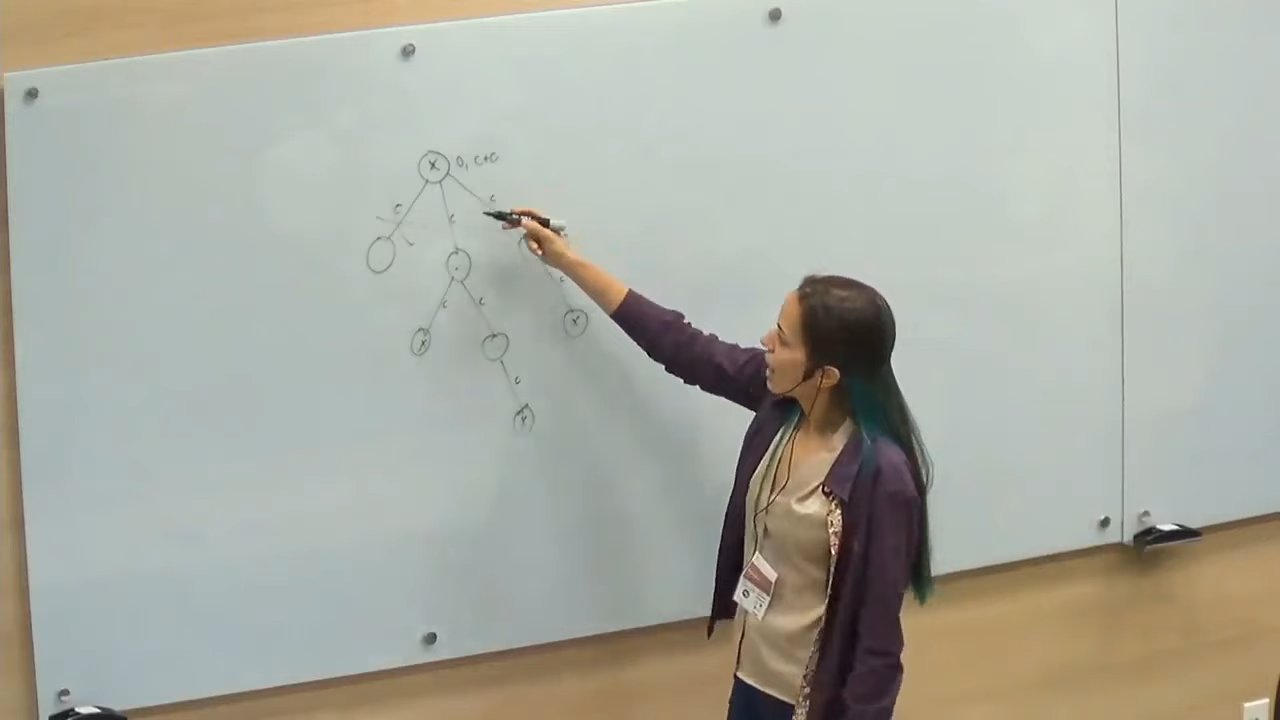 X 0, c+c
c c c
c c c
X X
c
X